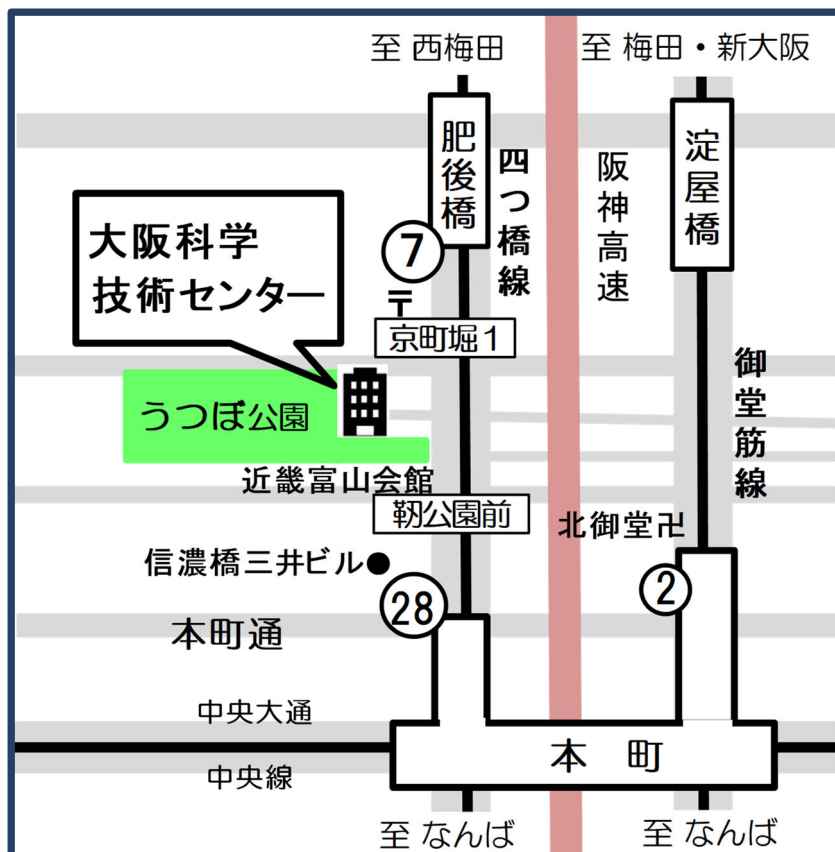 至 西梅田
至 梅田・新大阪
肥後橋
四つ橋線
阪神高速
淀屋橋
大阪科学
技術センター
7
〒
京町堀1
御堂筋線
うつぼ公園
近畿富山会館
靱公園前
北御堂卍
信濃橋三井ビル●
28
2
本町通
中央大通
本 町
中央線
至 なんば
至 なんば